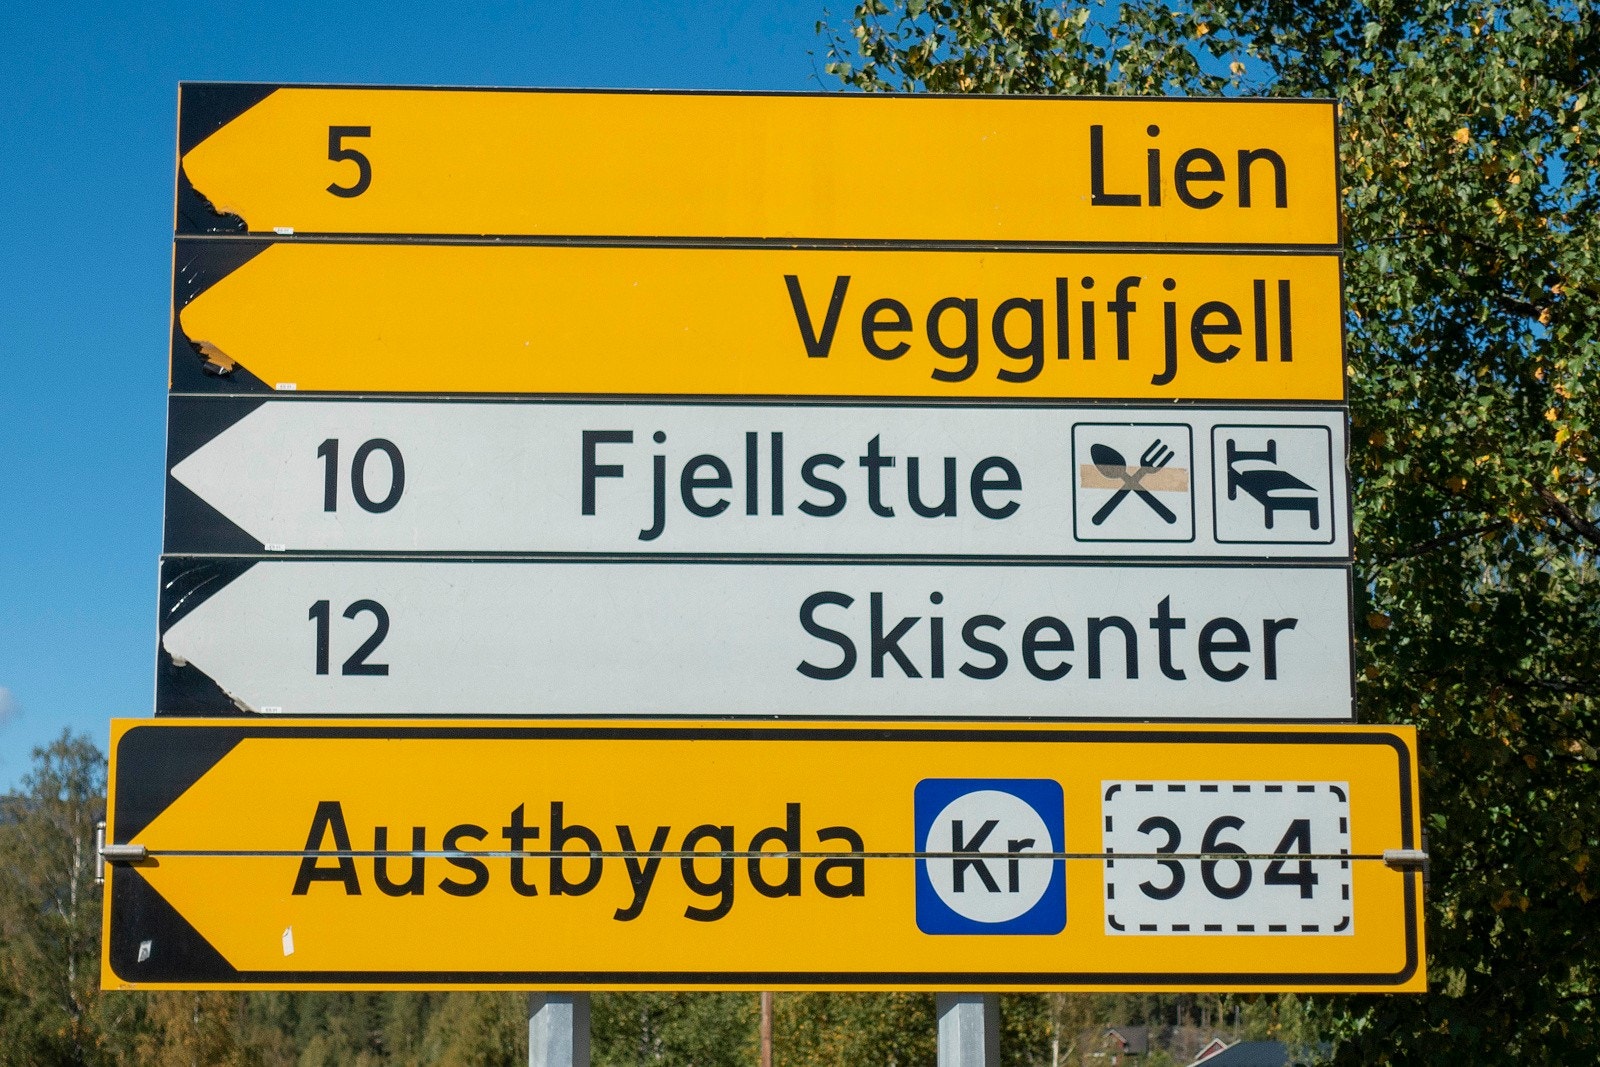 5 Lien
Vegglifjell
10 Fjellstue
12 Skisenter
Austbygda Kr 364